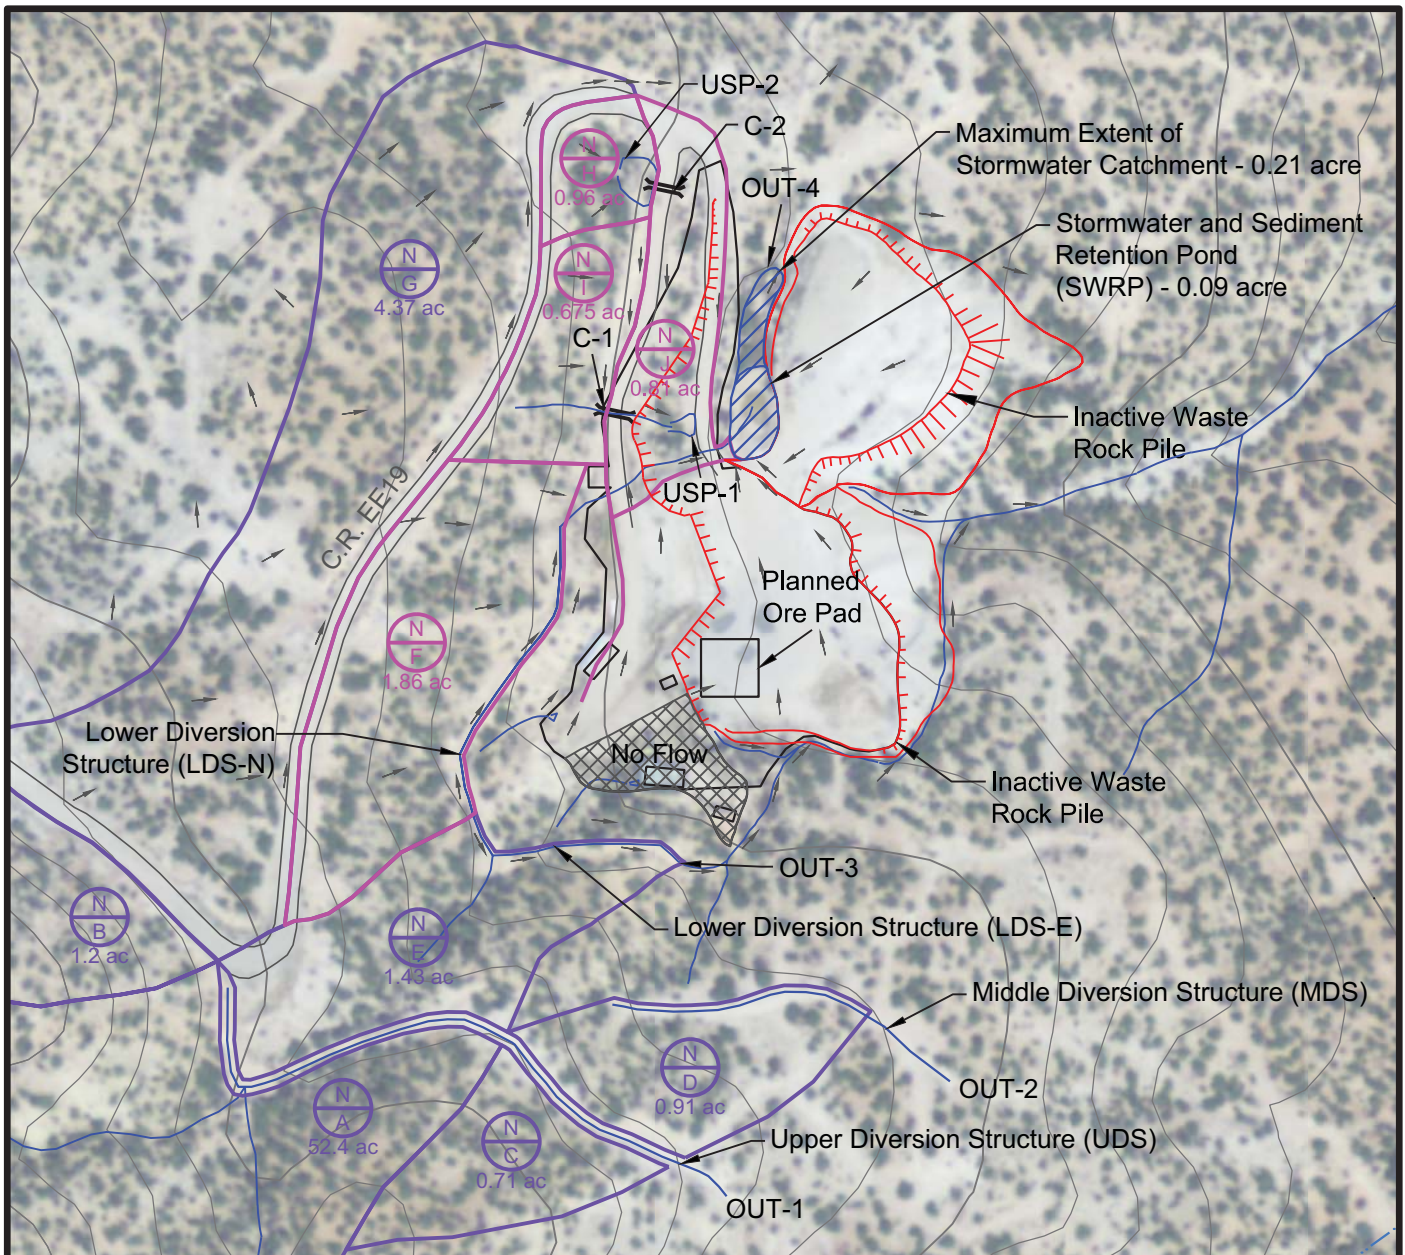 USP-2
C-2
Maximum Extent of
Stormwater Catchment - 0.21 acre
OUT-4
Stormwater and Sediment
Retention Pond
(SWRP) - 0.09 acre
N
H
0.96 ac
N
G
4.37 ac
N
I
0.675 ac
C-1
N
J
0.81 ac
Inactive Waste
Rock Pile
C.R. EE19
USP-1
Planned
Ore Pad
N
F
1.86 ac
Lower Diversion
Structure (LDS-N)
No Flow
Inactive Waste
Rock Pile
OUT-3
N
B
1.2 ac
N
E
1.43 ac
Lower Diversion Structure (LDS-E)
Middle Diversion Structure (MDS)
N
D
0.91 ac
OUT-2
N
A
52.4 ac
N
C
0.71 ac
Upper Diversion Structure (UDS)
OUT-1